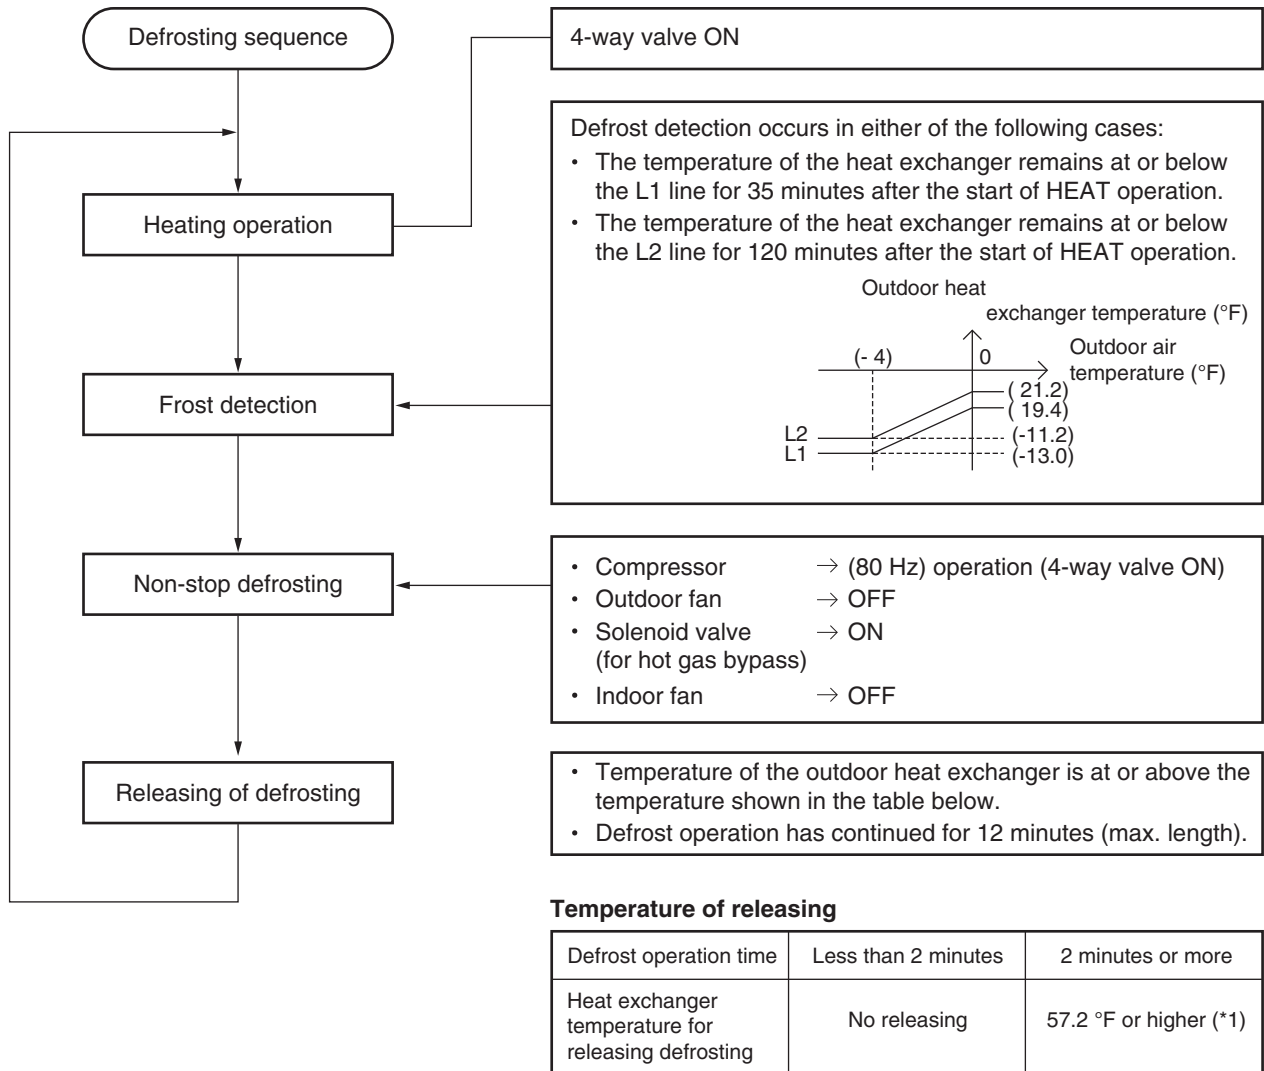 Defrosting sequence
4-way valve ON
Heating operation
Defrost detection occurs in either of the following cases:
• The temperature of the heat exchanger remains at or below
the L1 line for 35 minutes after the start of HEAT operation.
• The temperature of the heat exchanger remains at or below
the L2 line for 120 minutes after the start of HEAT operation.
Outdoor heat
exchanger temperature (°F)
(- 4)
0
Outdoor air
temperature (°F)
( 21.2)
( 19.4)
L2
(-11.2)
L1
(-13.0)
Frost detection
Non-stop defrosting
• Compressor → (80 Hz) operation (4-way valve ON)
• Outdoor fan → OFF
• Solenoid valve → ON
(for hot gas bypass)
• Indoor fan → OFF
Releasing of defrosting
• Temperature of the outdoor heat exchanger is at or above the
temperature shown in the table below.
• Defrost operation has continued for 12 minutes (max. length).
Temperature of releasing
Defrost operation time
Less than 2 minutes
2 minutes or more
Heat exchanger
temperature for
releasing defrosting
No releasing
57.2 °F or higher (*1)